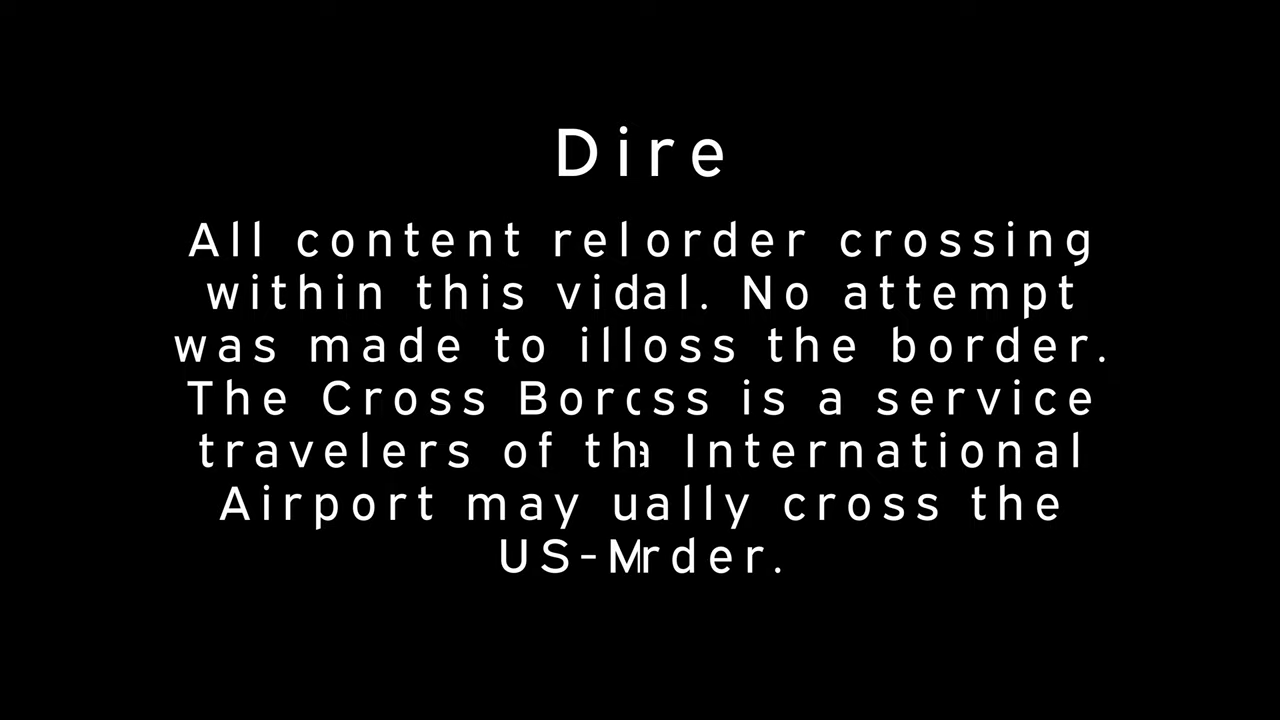 Dire
All content relorder crossing
within this vidal. No attempt
was made to illoss the border.
The Cross Borcss is a service
travelers of tha International
Airport may ually cross the
US-Mrder.